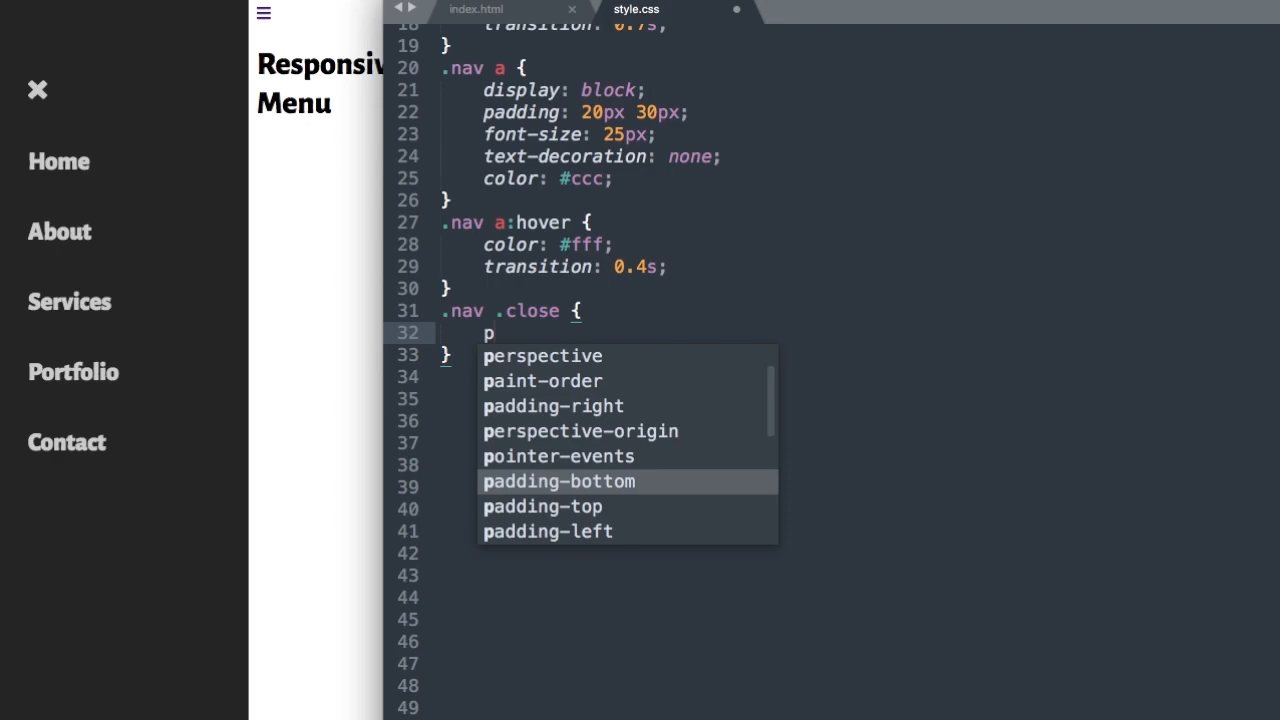 index.html
style.css
Responsiv
Menu
Home
About
Services
Portfolio
Contact
18 transition: 0.7s;
19 }
20 .nav a {
21 display: block;
22 padding: 20px 30px;
23 font-size: 25px;
24 text-decoration: none;
25 color: #ccc;
26 }
27 .nav a:hover {
28 color: #fff;
29 transition: 0.4s;
30 }
31 .nav .close {
32 p
33 }
perspective
paint-order
padding-right
perspective-origin
pointer-events
padding-bottom
padding-top
padding-left
34
35
36
37
38
39
40
41
42
43
44
45
46
47
48
49